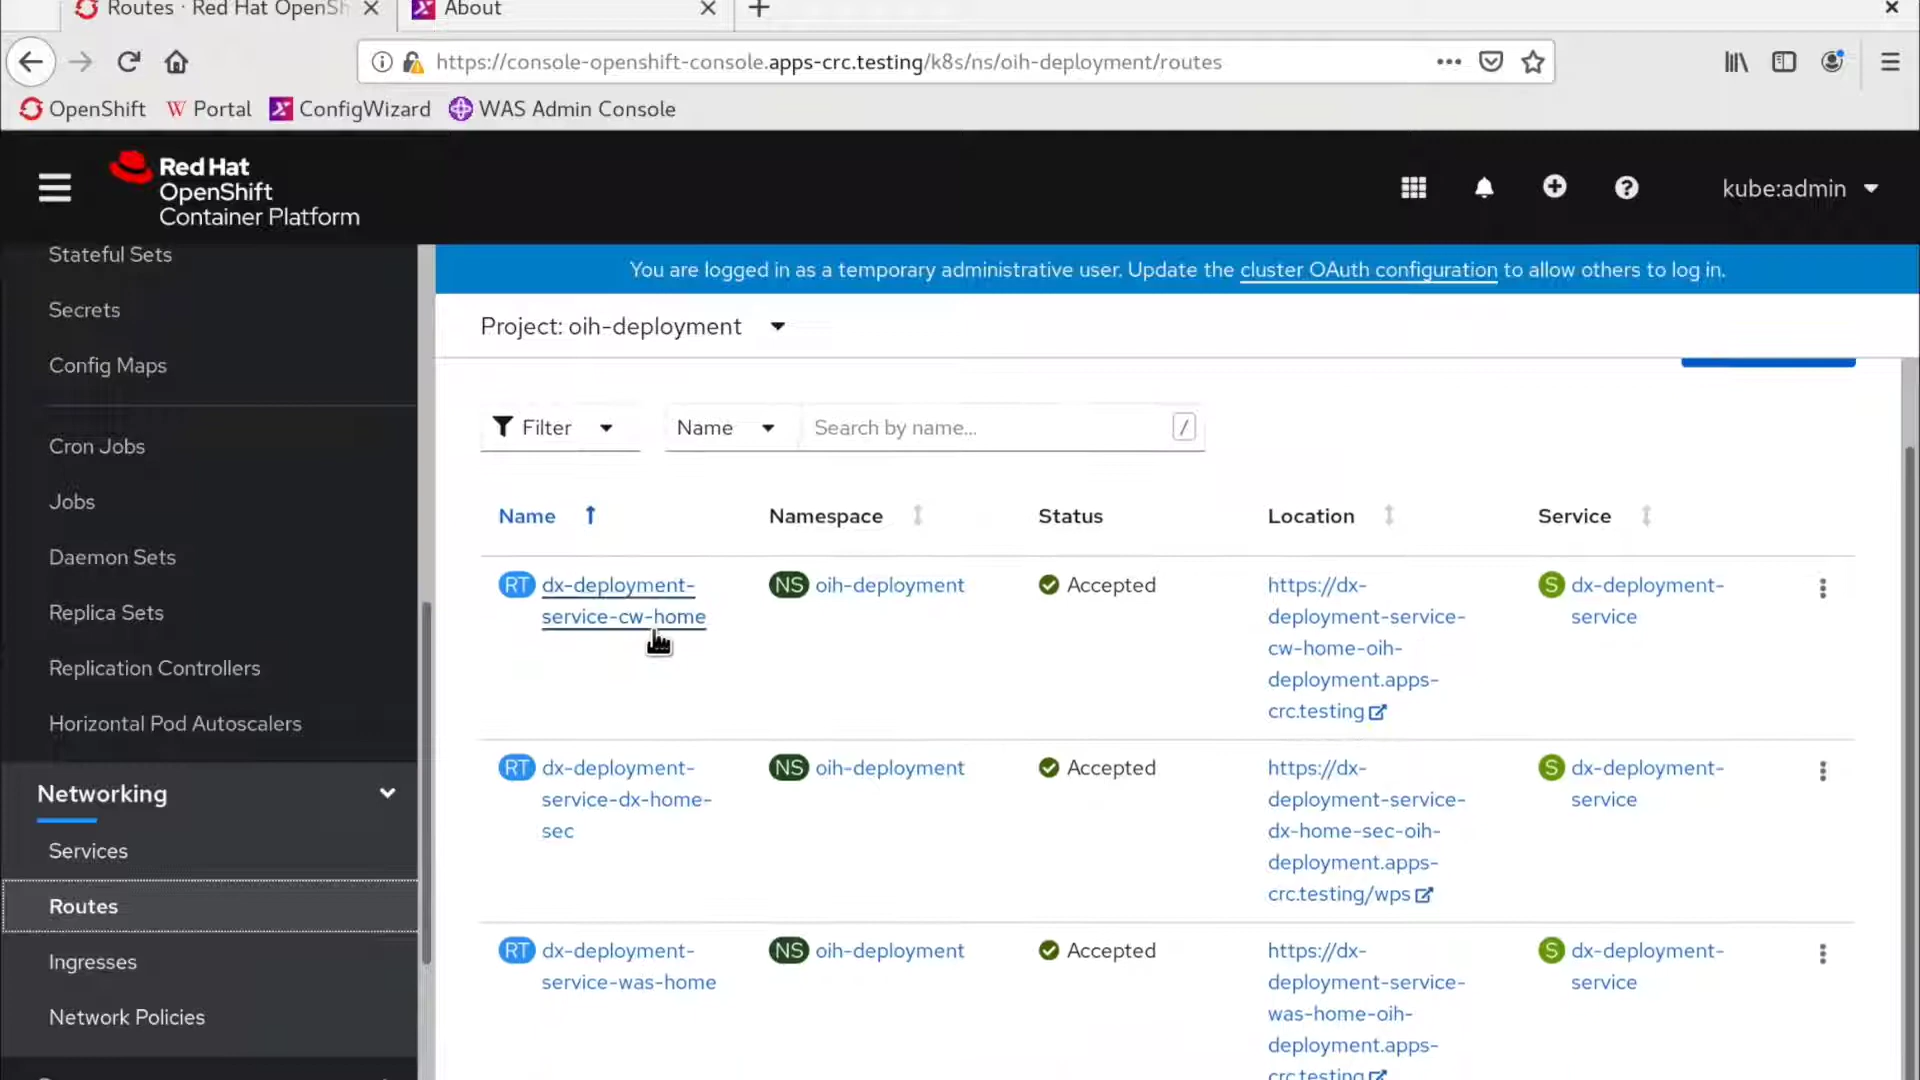 Routes · Red Hat OpenSh
About
https://console-openshift-console.apps-crc.testing/k8s/ns/oih-deployment/routes
OpenShift
Portal
ConfigWizard
WAS Admin Console
Red Hat
OpenShift
Container Platform
kube:admin
You are logged in as a temporary administrative user. Update the cluster OAuth configuration to allow others to log in.
Stateful Sets
Secrets
Config Maps
Cron Jobs
Jobs
Daemon Sets
Replica Sets
Replication Controllers
Horizontal Pod Autoscalers
Networking
Services
Routes
Ingresses
Network Policies
Project: oih-deployment
Filter
Name
Search by name...
/
Name
Namespace
Status
Location
Service
RT dx-deployment-
service-cw-home
NS oih-deployment
Accepted
https://dx-
deployment-service-
cw-home-oih-
deployment.apps-
crc.testing
S dx-deployment-
service
RT dx-deployment-
service-dx-home-
sec
NS oih-deployment
Accepted
https://dx-
deployment-service-
dx-home-sec-oih-
deployment.apps-
crc.testing/wps
S dx-deployment-
service
RT dx-deployment-
service-was-home
NS oih-deployment
Accepted
https://dx-
deployment-service-
was-home-oih-
deployment.apps-
crc.testing
S dx-deployment-
service